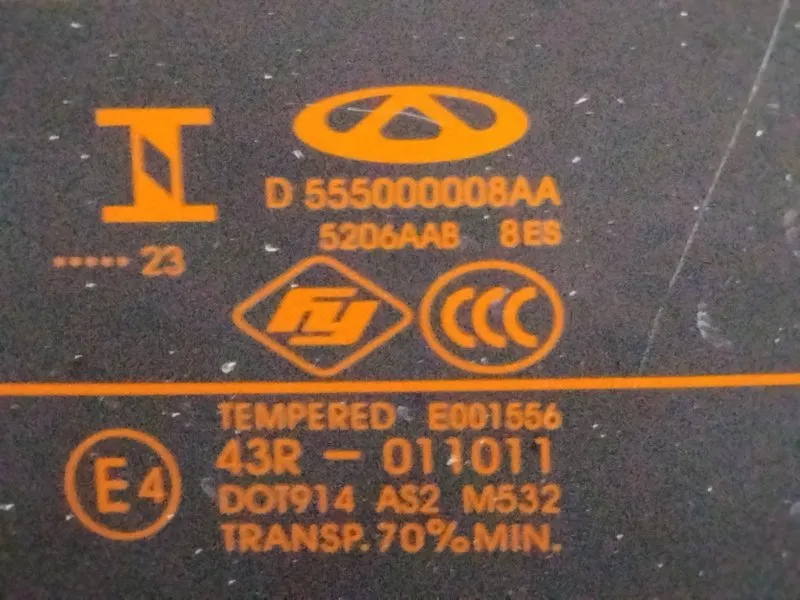 D 555000008AA
5206AAB 8ES
..... 23
fy CCC
TEMPERED E001556
E4 43R - 011011
DOT914 AS2 M532
TRANSP. 70% MIN.